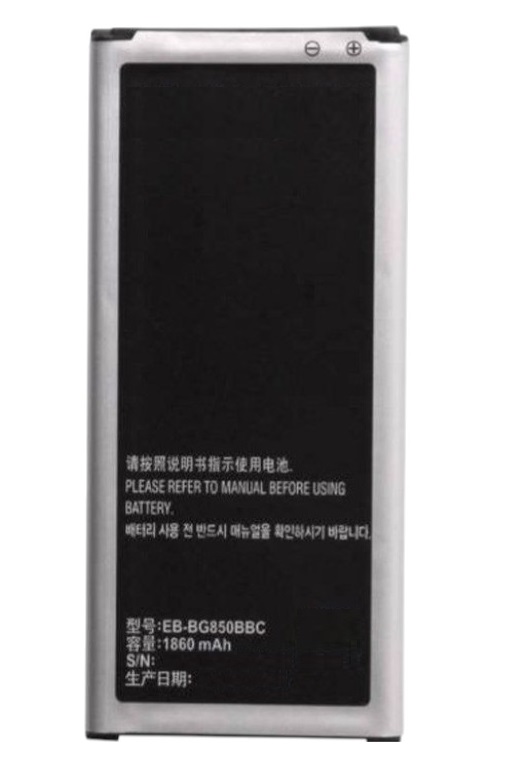 ⊖ ⊕
请按照说明书指示使用电池.
PLEASE REFER TO MANUAL BEFORE USING
BATTERY.
배터리 사용 전 반드시 매뉴얼을 확인하시기 바랍니다.
型号:EB-BG850BBC
容量:1860 mAh
S/N:
生产日期: